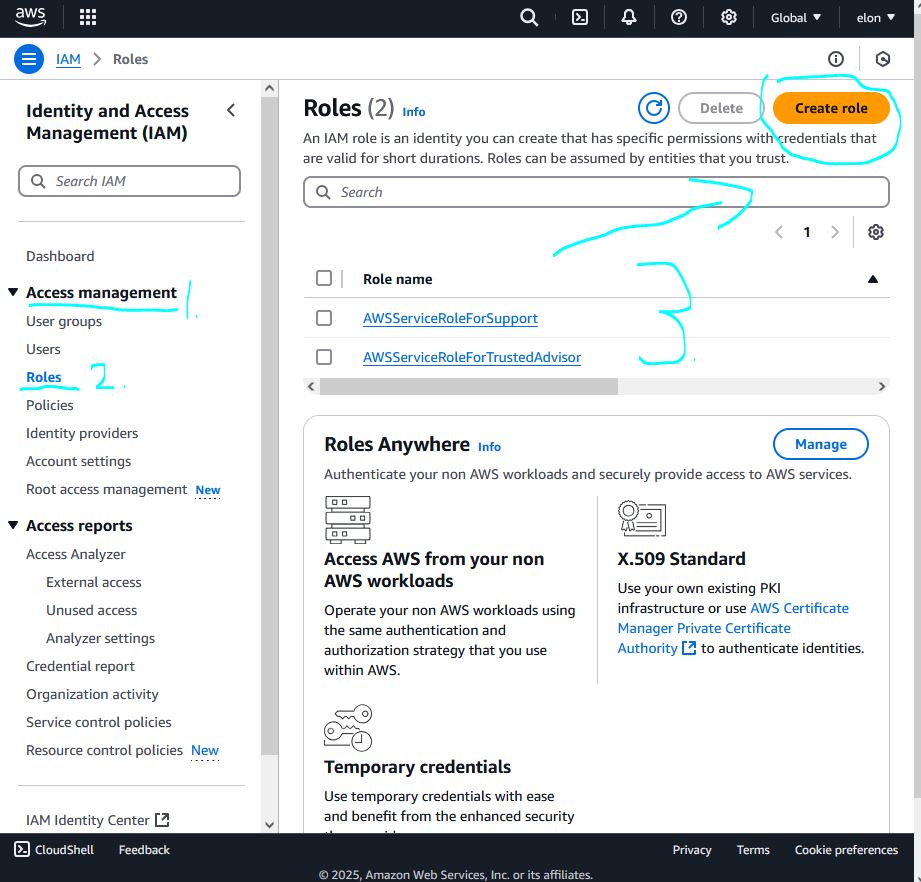 aws
Global ▼
elon ▼
IAM > Roles
Identity and Access
Management (IAM)
Search IAM
Dashboard
Access management 1.
User groups
Users
Roles 2.
Policies
Identity providers
Account settings
Root access management New
Access reports
Access Analyzer
External access
Unused access
Analyzer settings
Credential report
Organization activity
Service control policies
Resource control policies New
IAM Identity Center
Roles (2) Info
Delete
Create role
An IAM role is an identity you can create that has specific permissions with credentials that
are valid for short durations. Roles can be assumed by entities that you trust.
Search
< 1 >
Role name
AWSServiceRoleForSupport
AWSServiceRoleForTrustedAdvisor
3.
Roles Anywhere Info
Manage
Authenticate your non AWS workloads and securely provide access to AWS services.
Access AWS from your non
AWS workloads
Operate your non AWS workloads using
the same authentication and
authorization strategy that you use
within AWS.
X.509 Standard
Use your own existing PKI
infrastructure or use AWS Certificate
Manager Private Certificate
Authority to authenticate identities.
Temporary credentials
Use temporary credentials with ease
and benefit from the enhanced security
CloudShell
Feedback
Privacy
Terms
Cookie preferences
© 2025, Amazon Web Services, Inc. or its affiliates.